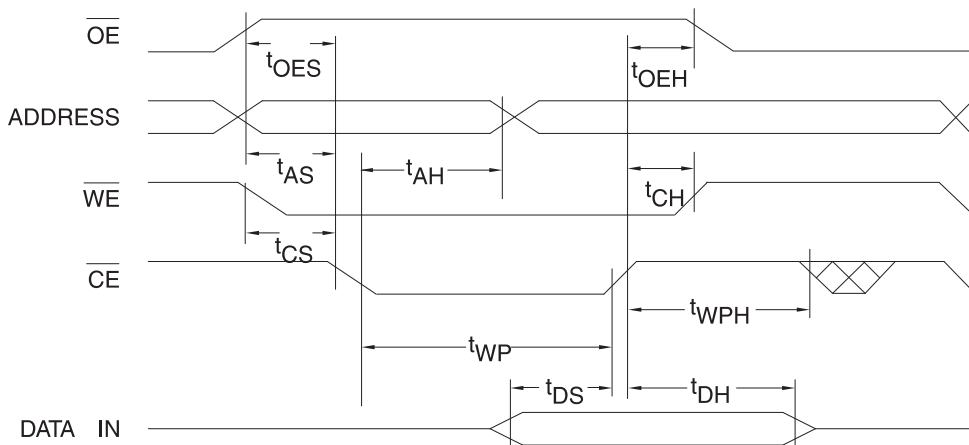 OE
tOES
tOEH
ADDRESS
tAS
tAH
WE
tCH
tCS
CE
tWPH
tWP
tDS
tDH
DATA IN